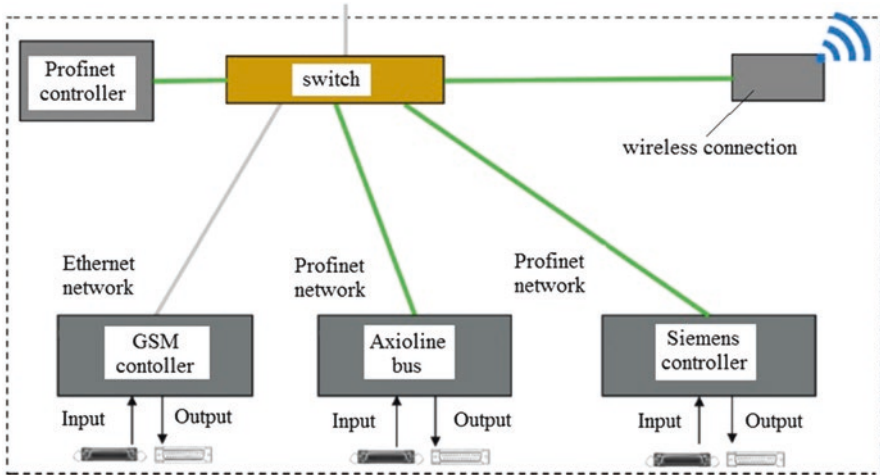 Profinet
controller
switch
wireless connection
Ethernet
network
Profinet
network
Profinet
network
GSM
contoller
Axioline
bus
Siemens
controller
Input
Output
Input
Output
Input
Output